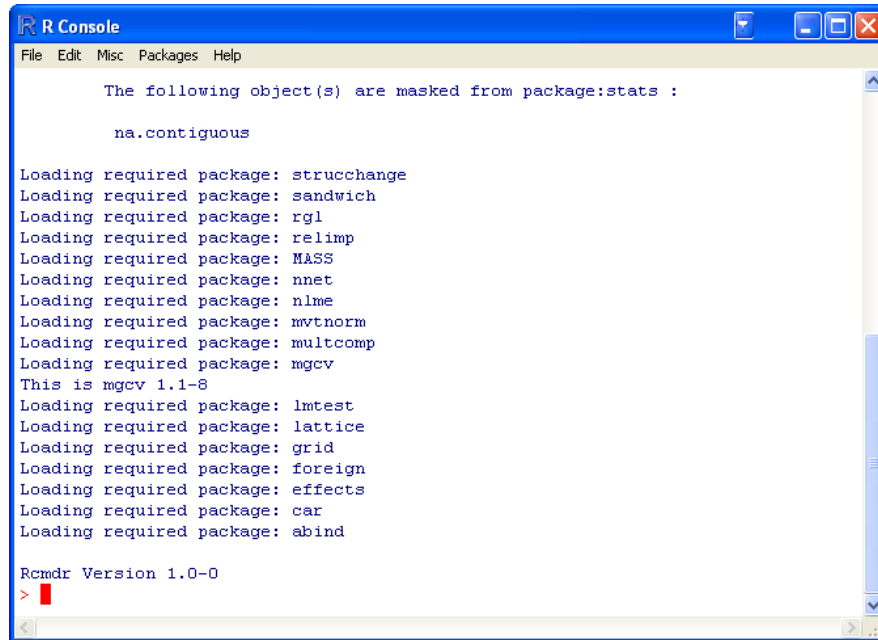 R R Console
File Edit Misc Packages Help
The following object(s) are masked from package:stats :
na.contiguous
Loading required package: strucchange
Loading required package: sandwich
Loading required package: rgl
Loading required package: relimp
Loading required package: MASS
Loading required package: nnet
Loading required package: nlme
Loading required package: mvtnorm
Loading required package: multcomp
Loading required package: mgcv
This is mgcv 1.1-8
Loading required package: lmtest
Loading required package: lattice
Loading required package: grid
Loading required package: foreign
Loading required package: effects
Loading required package: car
Loading required package: abind
Rcmdr Version 1.0-0
>